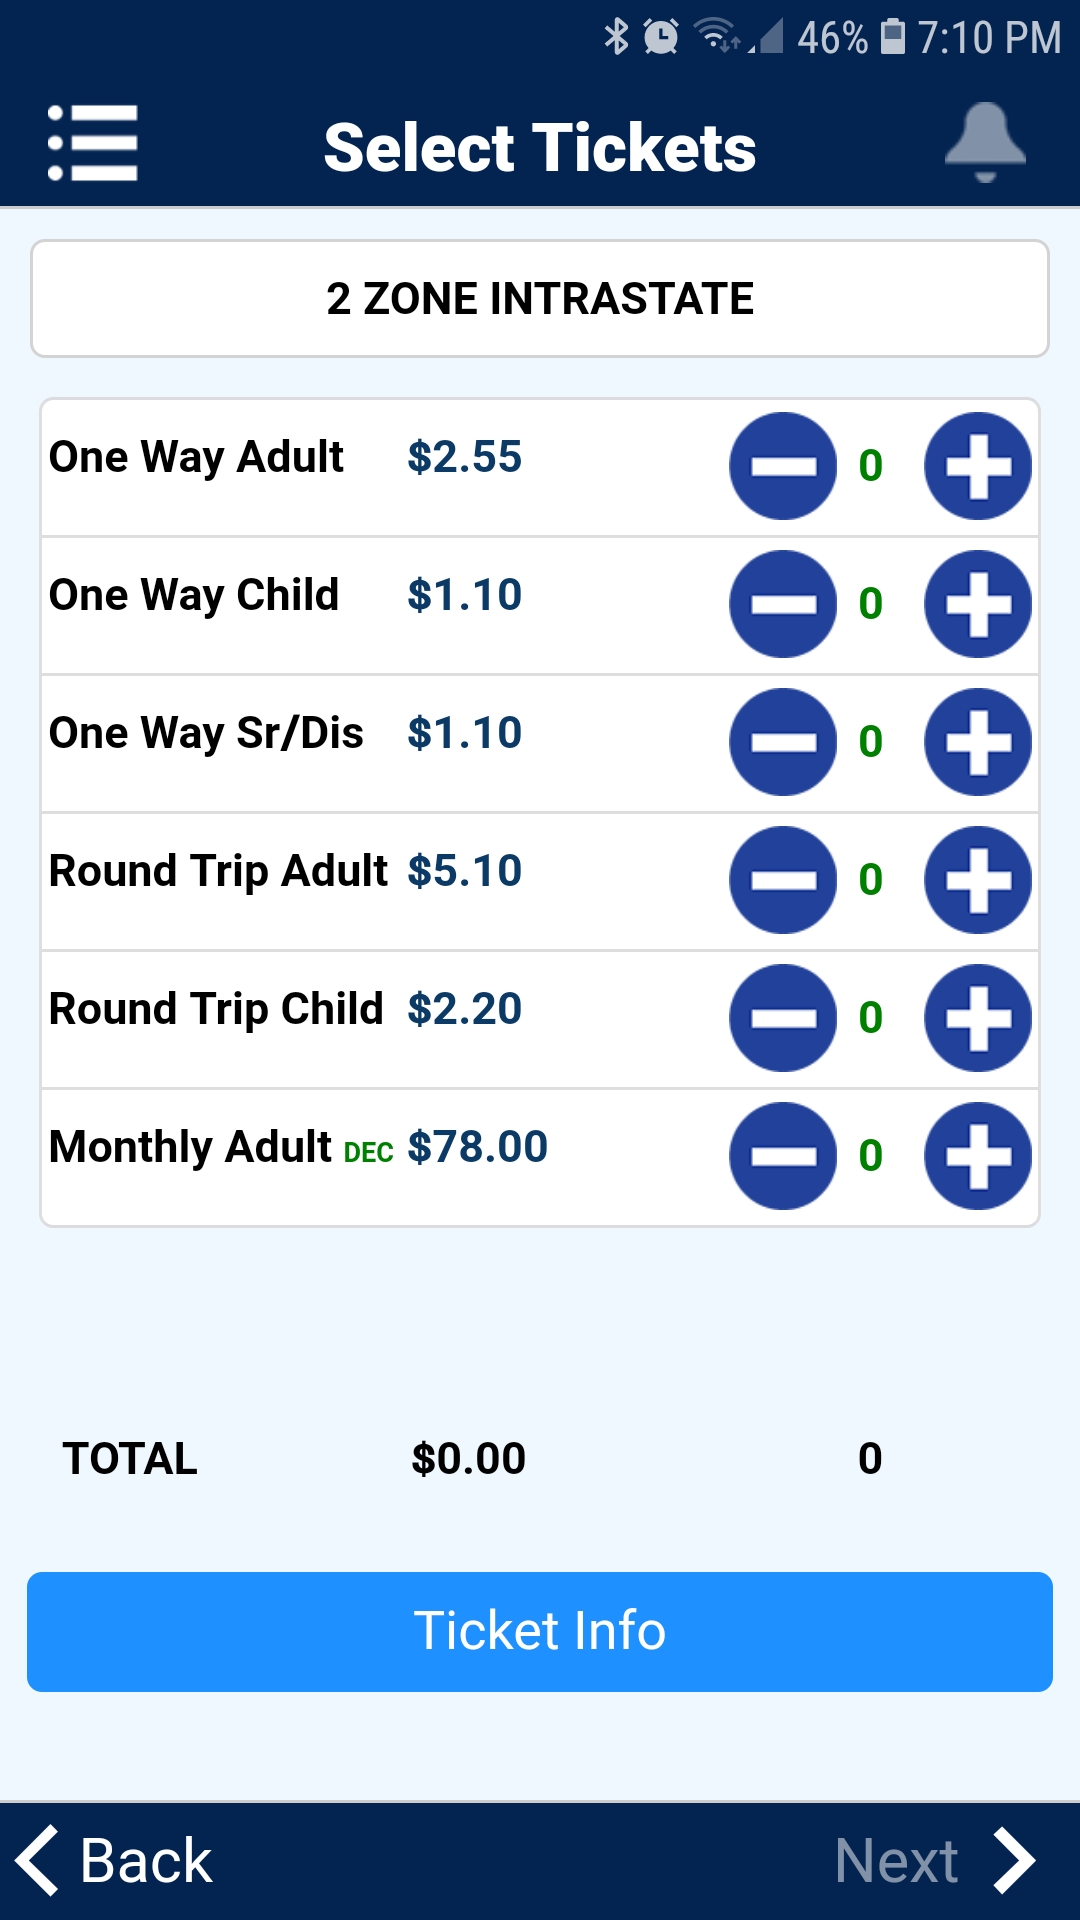 46% 7:10 PM
Select Tickets
2 ZONE INTRASTATE
One Way Adult $2.55 0
One Way Child $1.10 0
One Way Sr/Dis $1.10 0
Round Trip Adult $5.10 0
Round Trip Child $2.20 0
Monthly Adult DEC $78.00 0
TOTAL $0.00 0
Ticket Info
Back Next